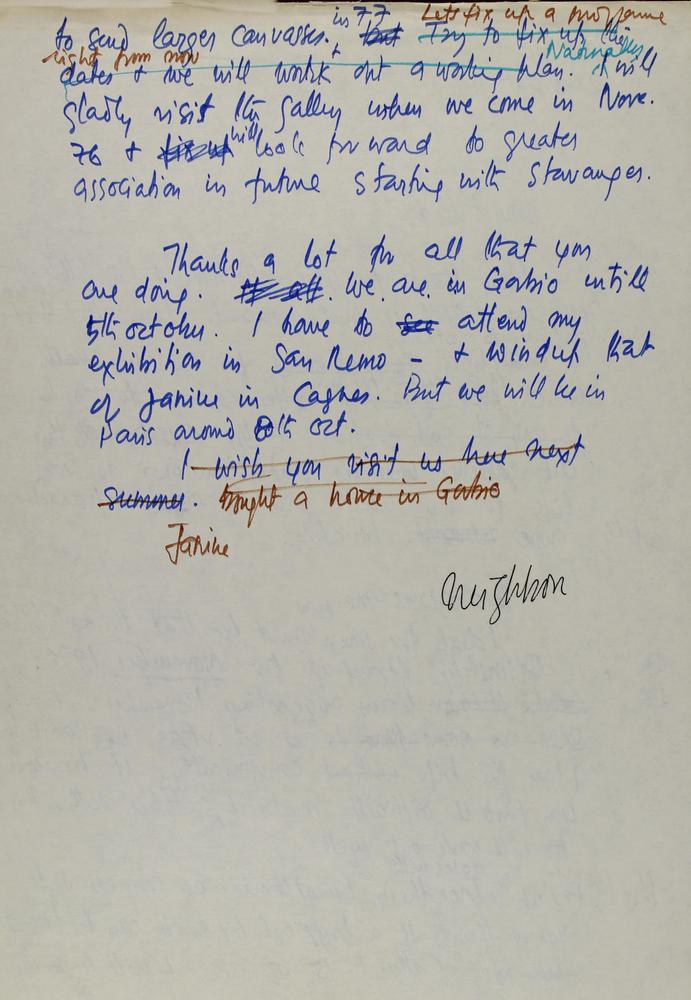 in 77 Lets fix up a programme
to send larger canvasses. but Try to fix up the
right from now Naturally
dates & we will work out a working plan. I will
gladly visit the gallery when we come in Nove.
76 & fix up will look forward to greater
association in future starting with Stavanger.
Thanks a lot for all that you
are doing. We are in Gorbio untill
5th october. I have to see attend my
exhibition in San Remo - & windup that
of Janine in Cagnes. But we will be in
Paris around 8th oct.
I wish you visit us here next
summer. bought a house in Gorbio
Janine
neighbour